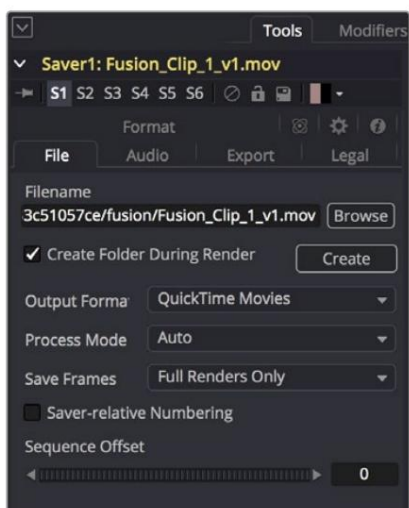 Tools Modifiers
Saver1: Fusion_Clip_1_v1.mov
S1 S2 S3 S4 S5 S6
Format
File Audio Export Legal
Filename
3c51057ce/fusion/Fusion_Clip_1_v1.mov Browse
Create Folder During Render Create
Output Forma QuickTime Movies
Process Mode Auto
Save Frames Full Renders Only
Saver-relative Numbering
Sequence Offset
0